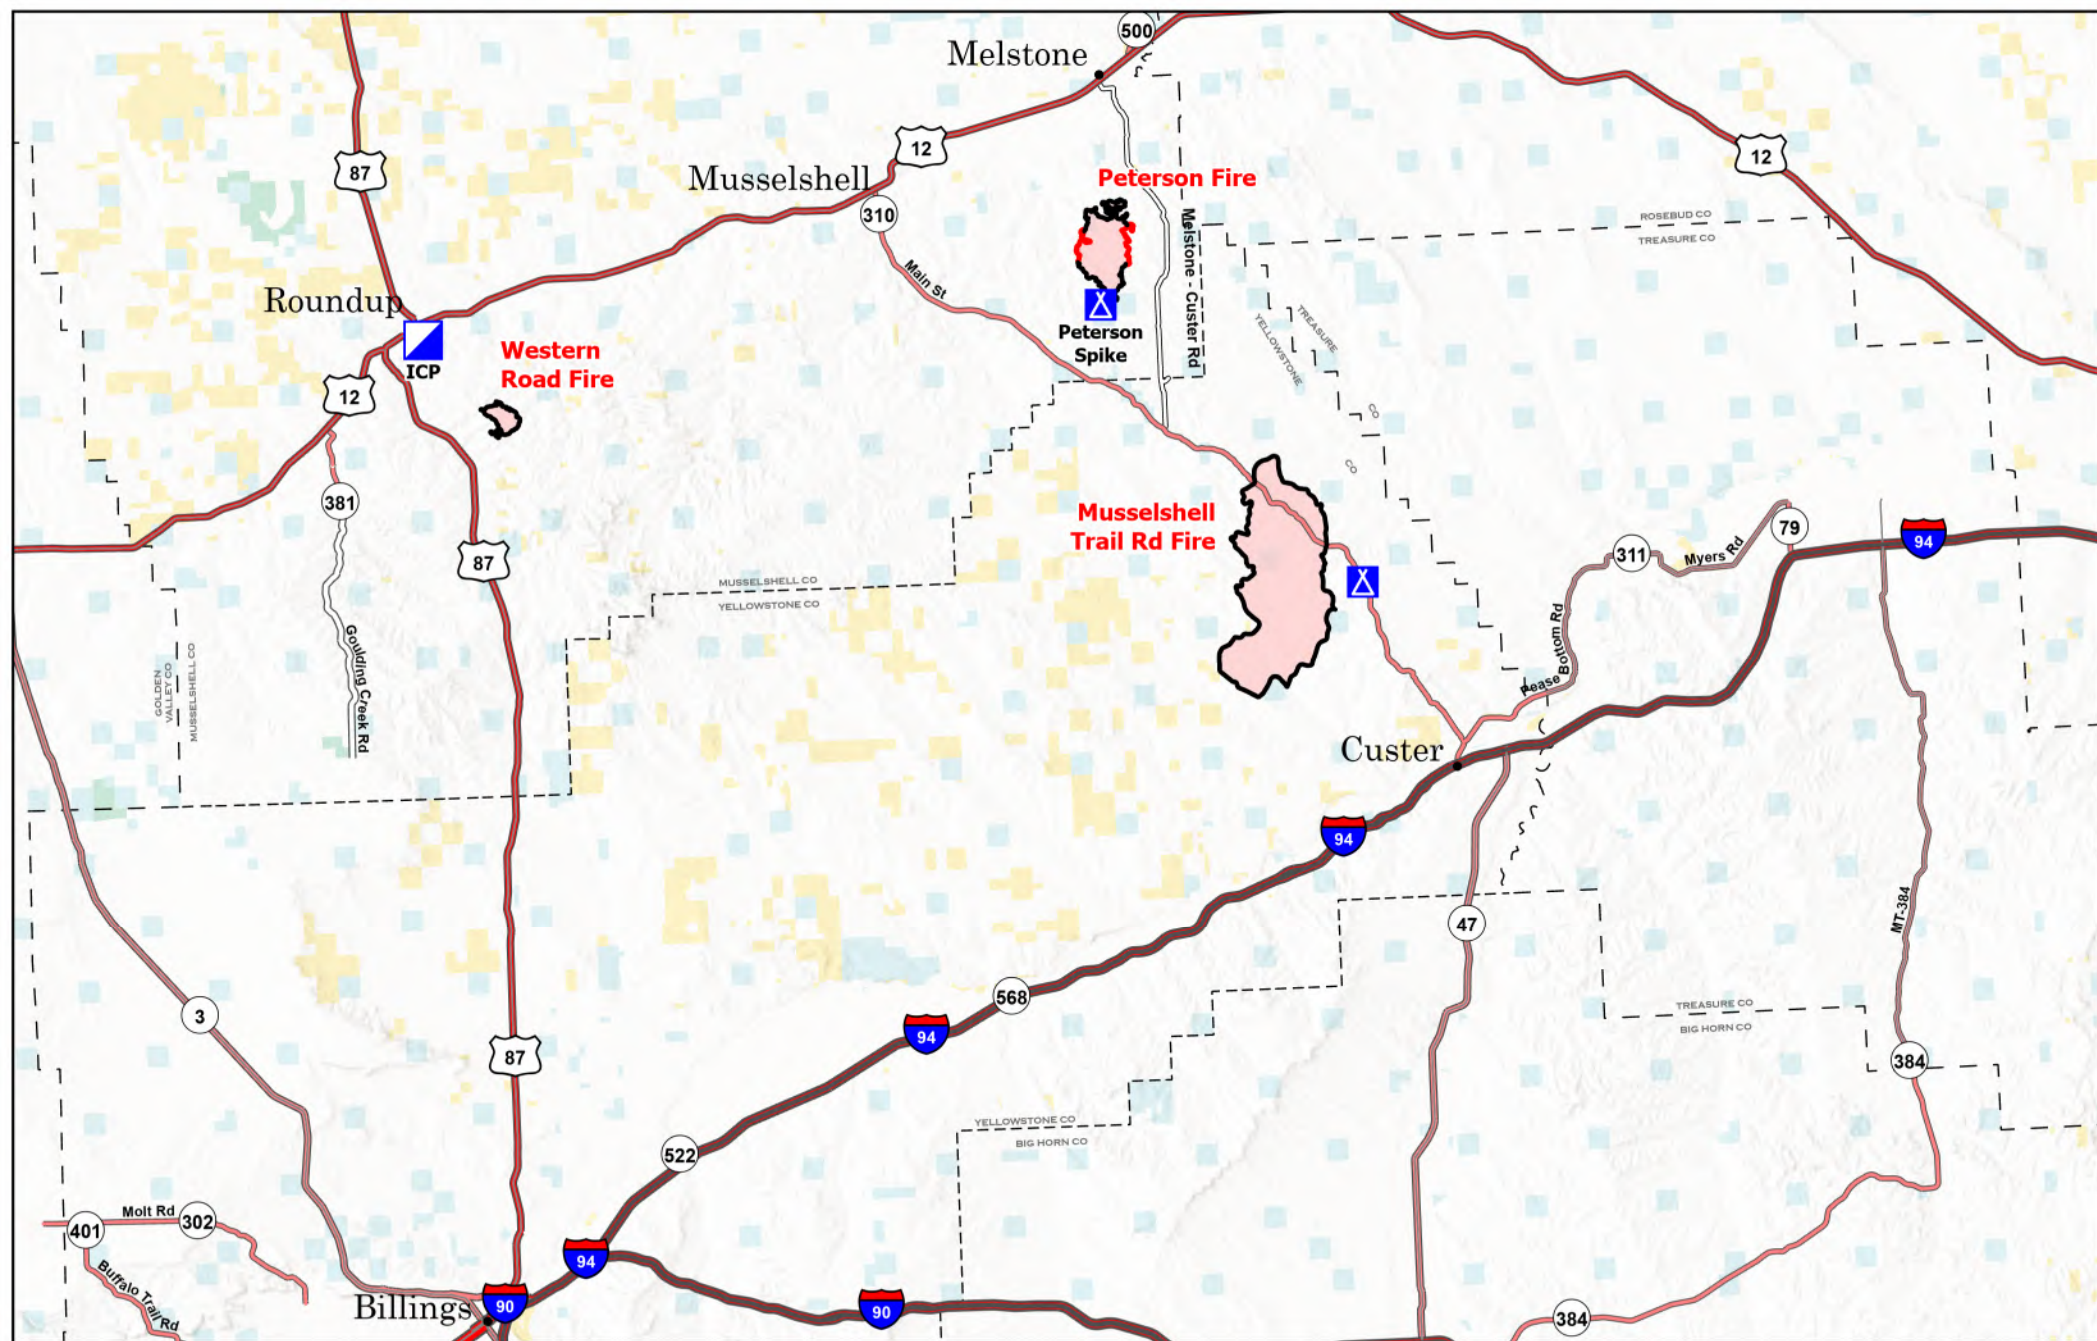 500
Melstone
12
12
87
Musselshell
Peterson Fire
310
Melstone - Custer Rd
ROSEBUD CO
TREASURE CO
Main St
Roundup
ICP
Peterson
Spike
TREASURE
YELLOWSTONE
CO
CO
Western
Road Fire
12
381
87
Musselshell
Trail Rd Fire
79
94
311
Myers Rd
MUSSELSHELL CO
YELLOWSTONE CO
Goulding Creek Rd
GOLDEN
VALLEY CO
MUSSELSHELL CO
Pease Bottom Rd
Custer
94
47
MT-384
568
94
3
87
TREASURE CO
BIG HORN CO
384
YELLOWSTONE CO
BIG HORN CO
522
Molt Rd
401
302
Buffalo Trail Rd
94
Billings
90
90
384